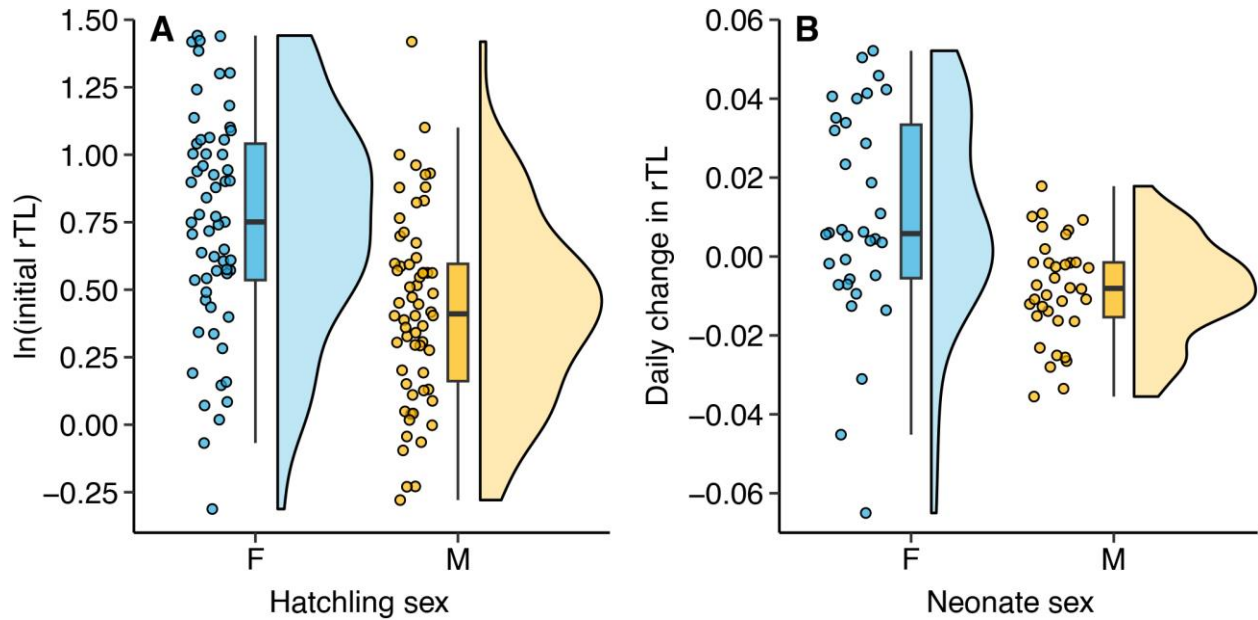 A
ln(initial rTL)
1.50
1.25
1.00
0.75
0.50
0.25
0.00
−0.25
F
M
Hatchling sex
B
Daily change in rTL
0.06
0.04
0.02
0.00
−0.02
−0.04
−0.06
F
M
Neonate sex